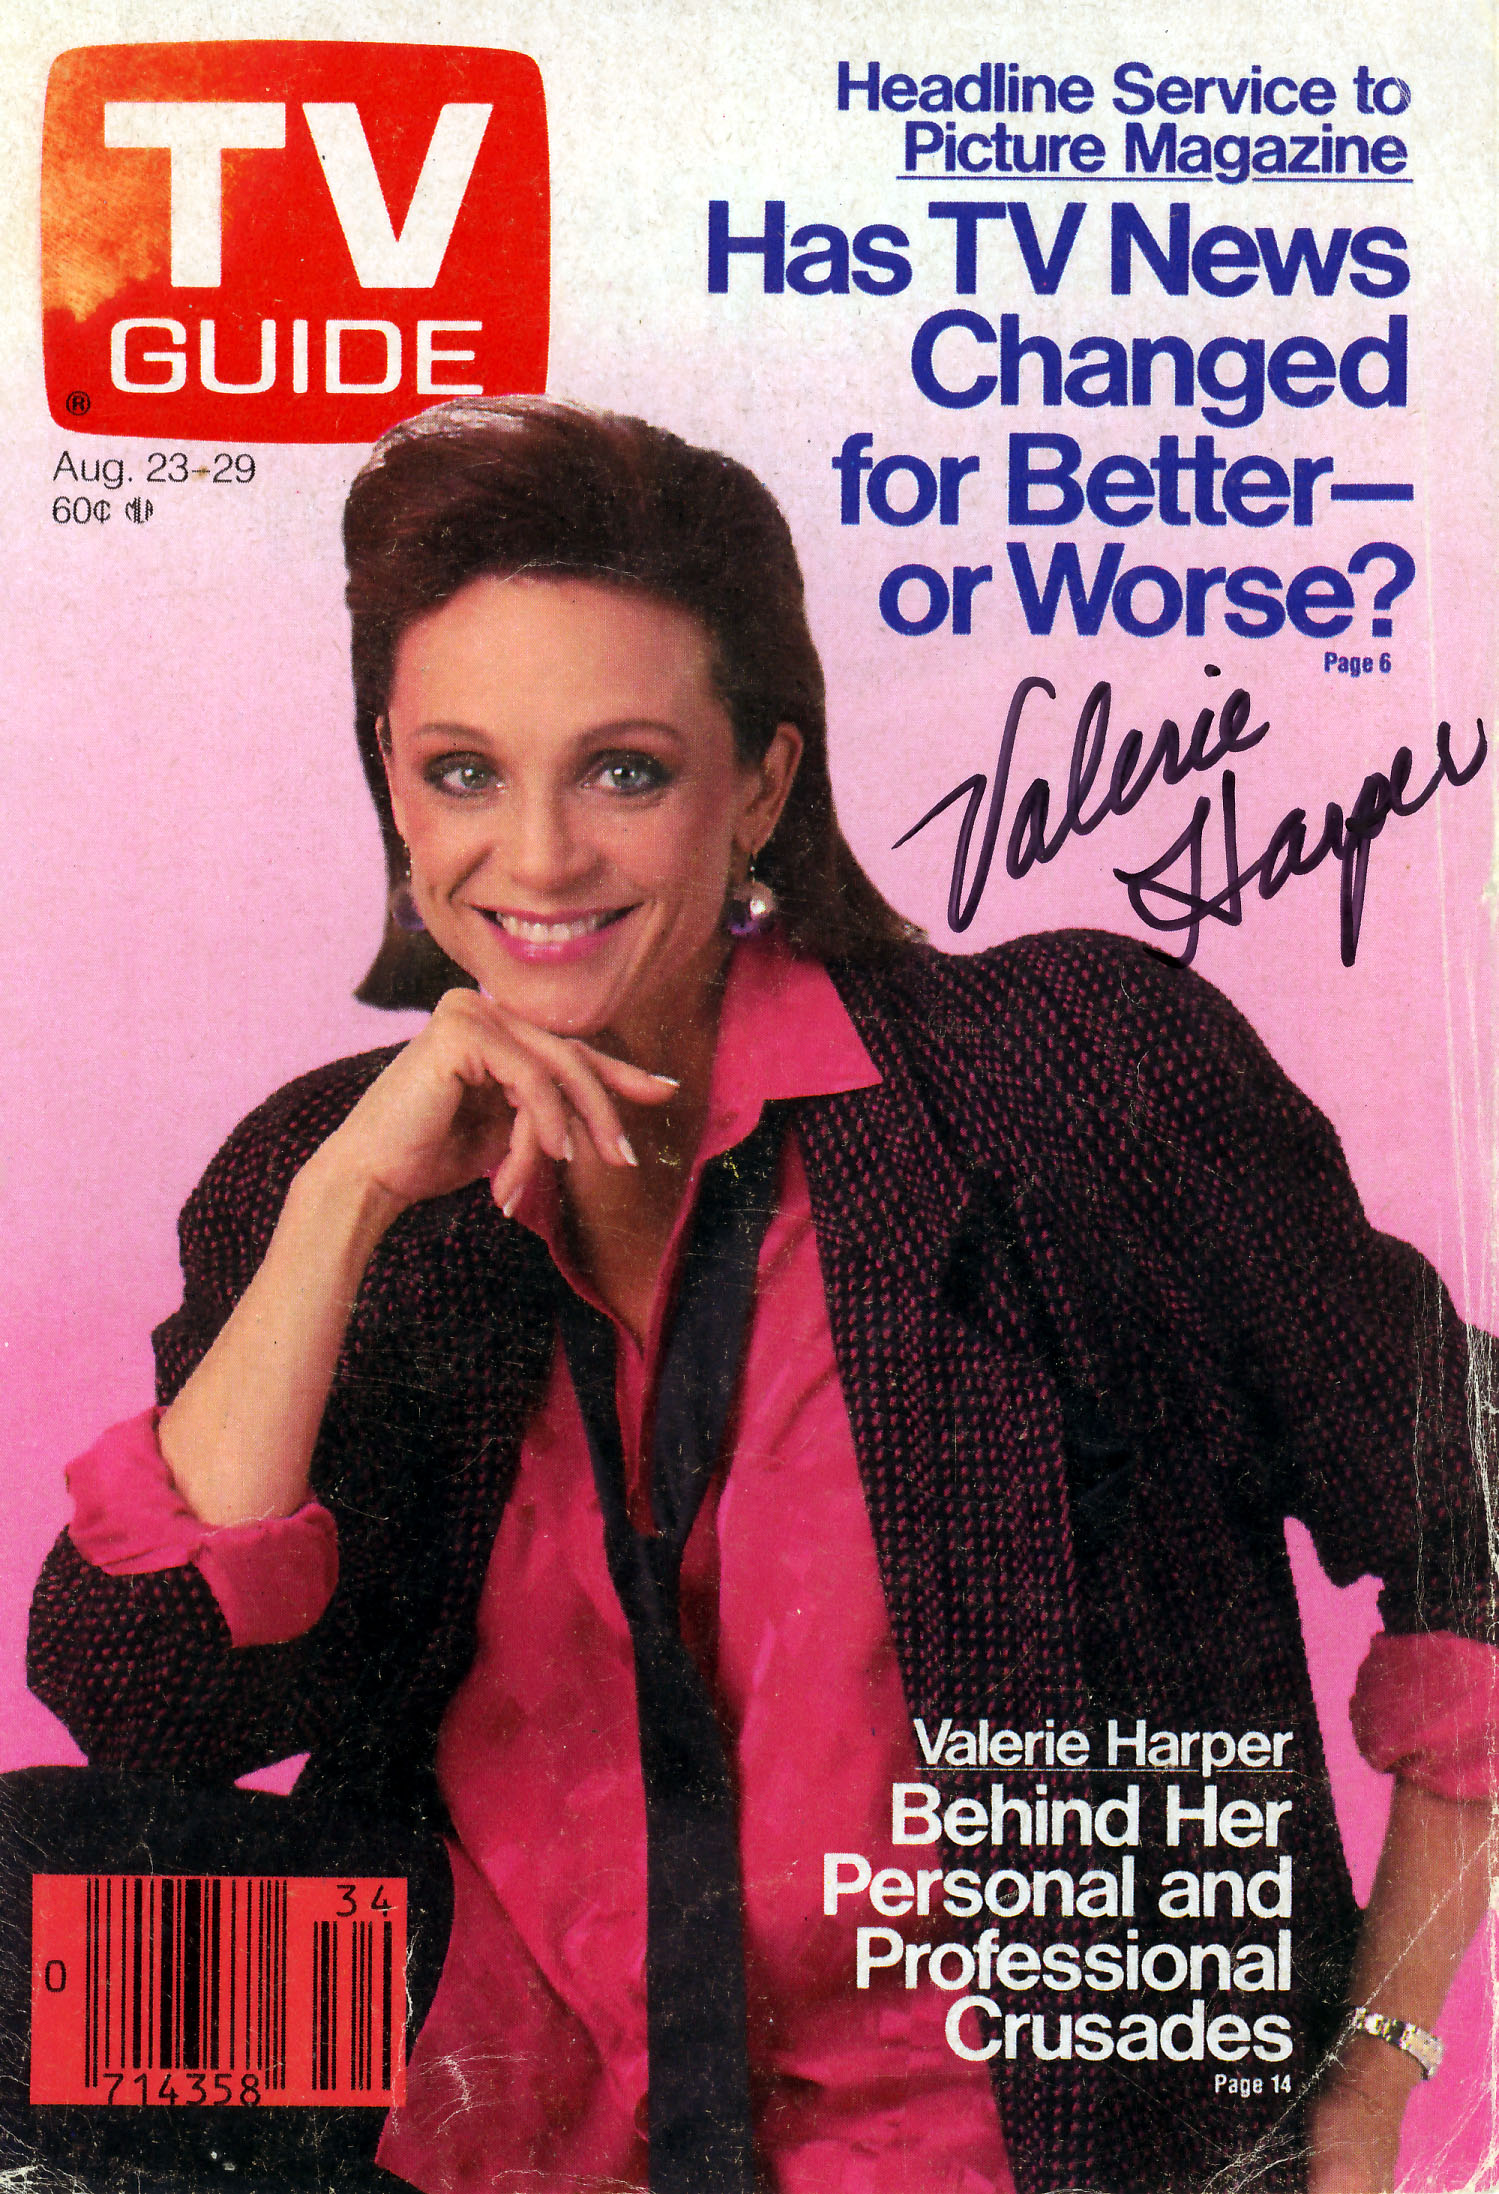 TV
GUIDE
®
Aug. 23-29
60¢
Headline Service to
Picture Magazine
Has TV News
Changed
for Better—
or Worse?
Page 6
Valerie
Harper
Valerie Harper
Behind Her
Personal and
Professional
Crusades
Page 14
34
0
714358